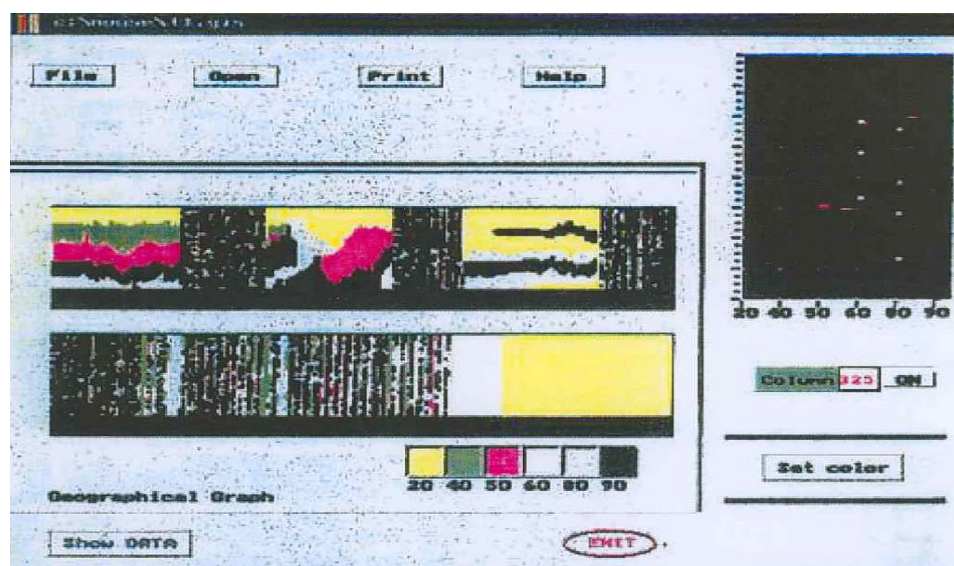 File Open Print Help
20 40 50 60 80 90
Column 325 ON
20 40 50 60 80 90
Set color
Geographical Graph
Show DATA
EXIT